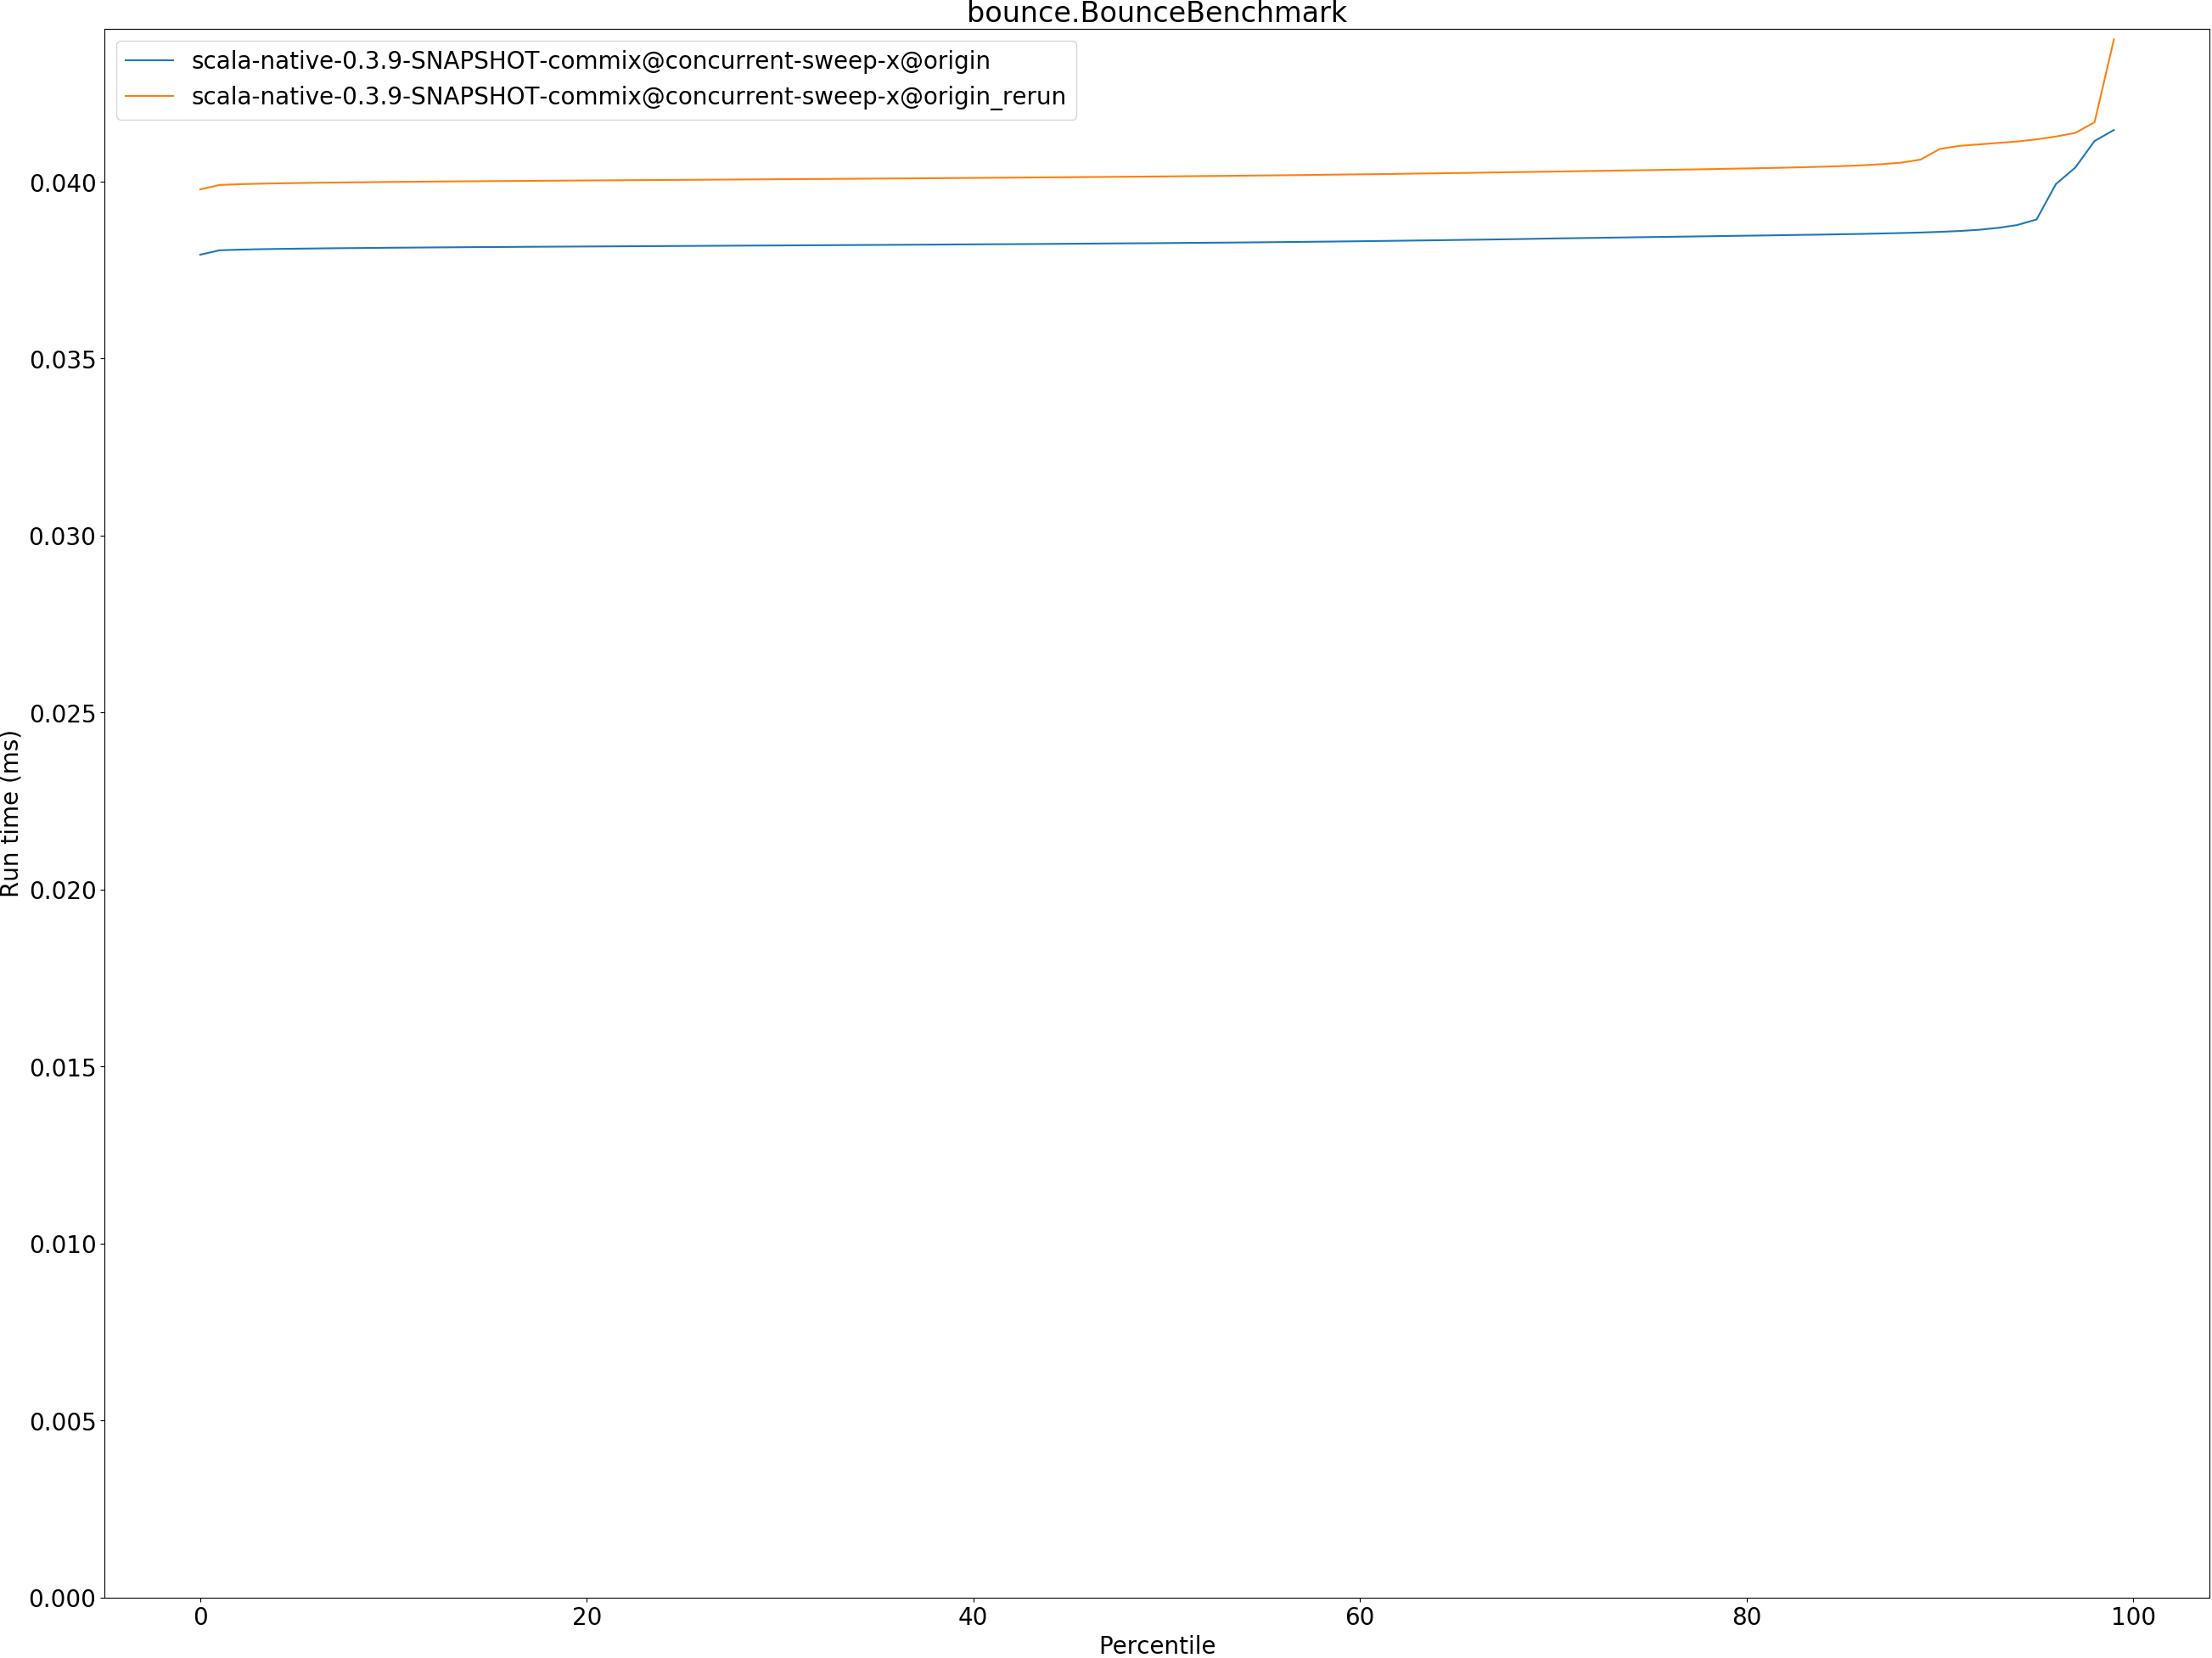 bounce.BounceBenchmark
scala-native-0.3.9-SNAPSHOT-commix@concurrent-sweep-x@origin
scala-native-0.3.9-SNAPSHOT-commix@concurrent-sweep-x@origin_rerun
0.040
0.035
0.030
0.025
0.020
0.015
0.010
0.005
0.000
Run time (ms)
0 20 40 60 80 100
Percentile